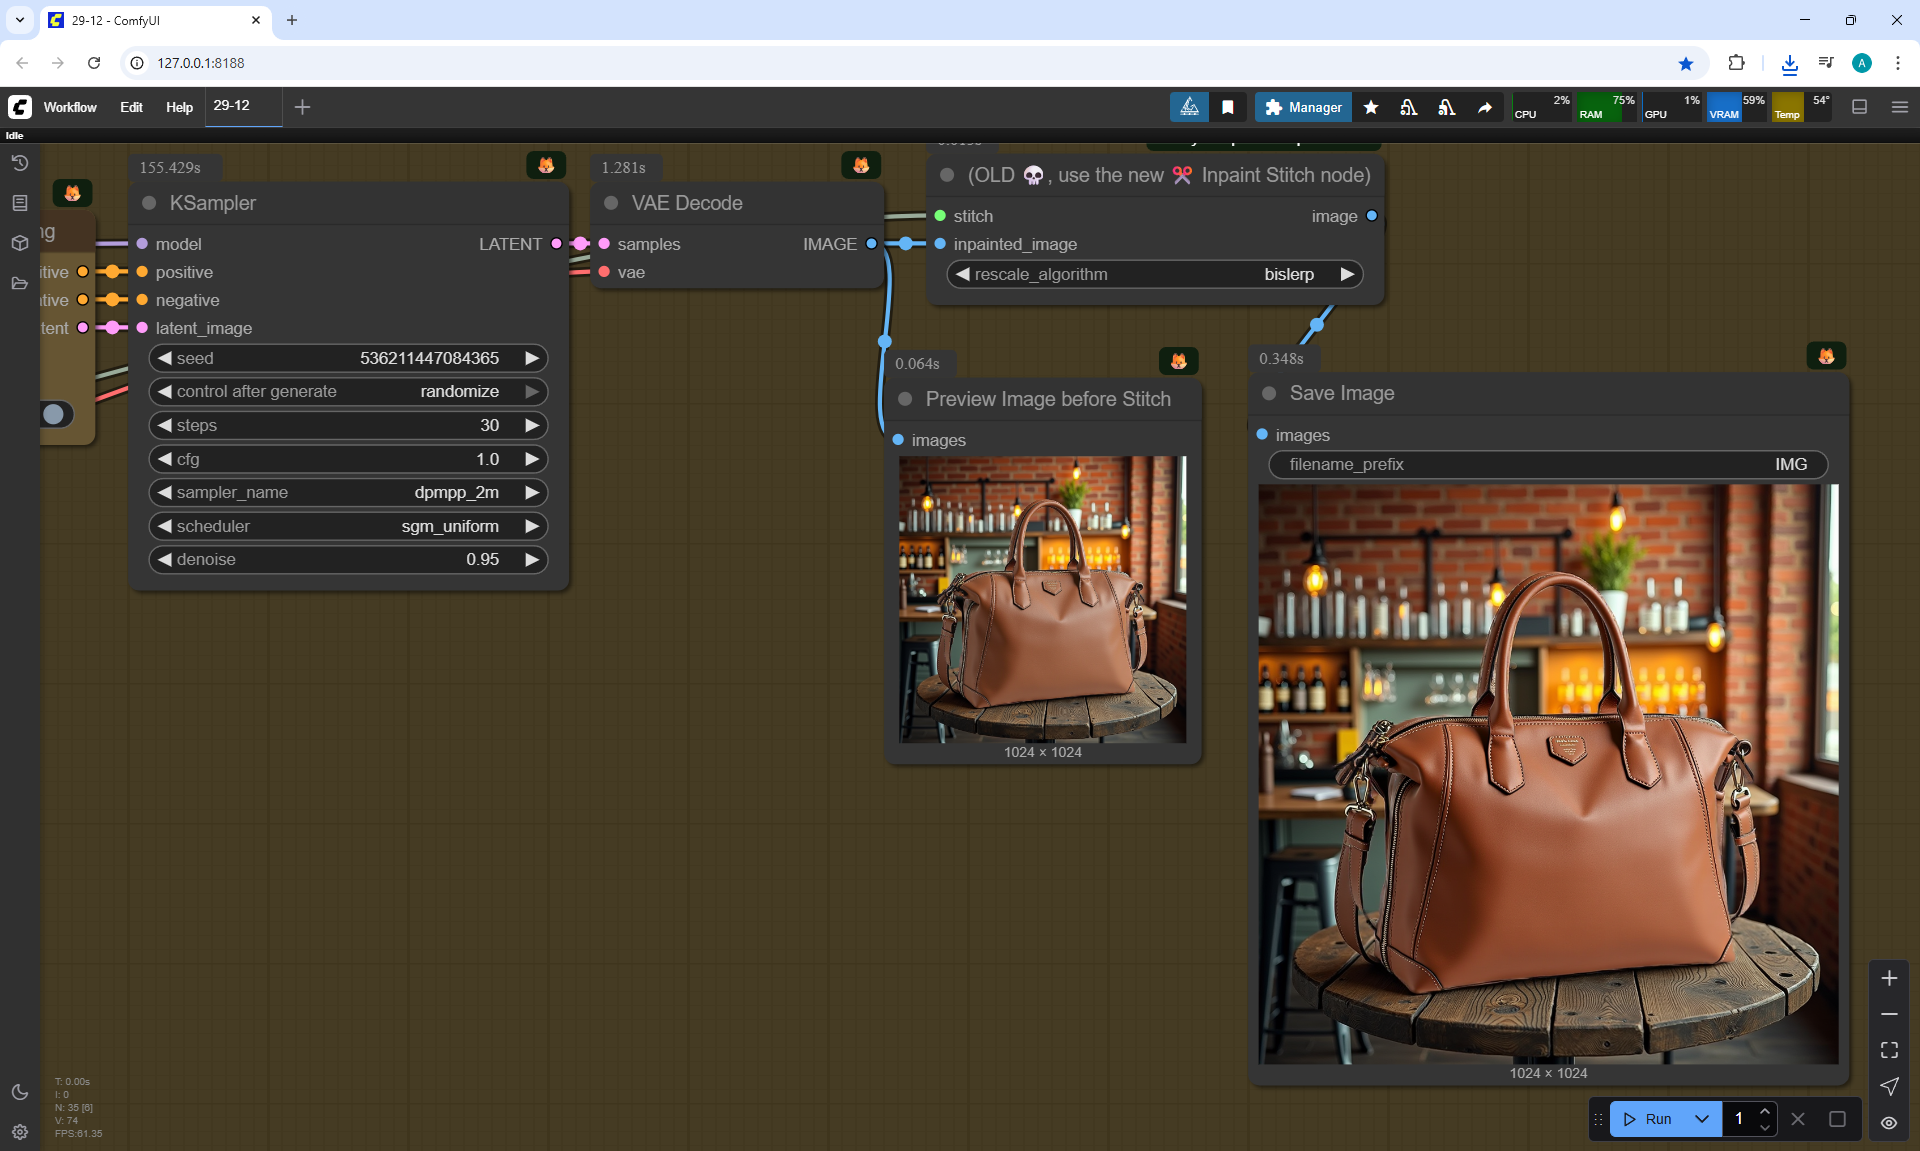 29-12 - ComfyUI
127.0.0.1:8188
Workflow Edit Help 29-12
Manager
CPU 2% RAM 75% GPU 1% VRAM 59% Temp 54°
Idle
155.429s
KSampler
model LATENT
positive
negative
latent_image
seed 536211447084365
control after generate randomize
steps 30
cfg 1.0
sampler_name dpmpp_2m
scheduler sgm_uniform
denoise 0.95
1.281s
VAE Decode
samples IMAGE
vae
(OLD 💀, use the new ✂️ Inpaint Stitch node)
stitch image
inpainted_image
rescale_algorithm bislerp
0.064s
Preview Image before Stitch
images
1024 × 1024
0.348s
Save Image
images
filename_prefix IMG
1024 × 1024
T: 0.00s
I: 0
N: 35 [6]
V: 74
FPS:61.35
Run 1
A